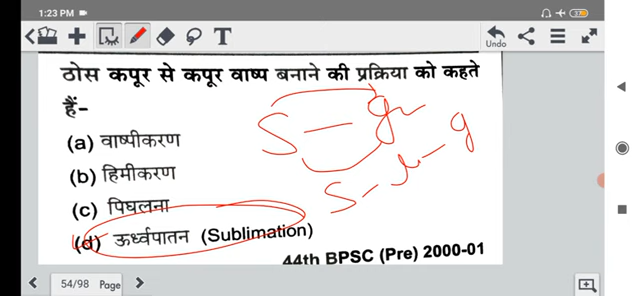 1:23 PM
Undo
ठोस कपूर से कपूर वाष्प बनाने की प्रक्रिया को कहते
हैं-
(a) वाष्पीकरण
(b) हिमीकरण
(c) पिघलना
(d) ऊर्ध्वपातन (Sublimation)
44th BPSC (Pre) 2000-01
S - g
S - l - g
54/98 Page